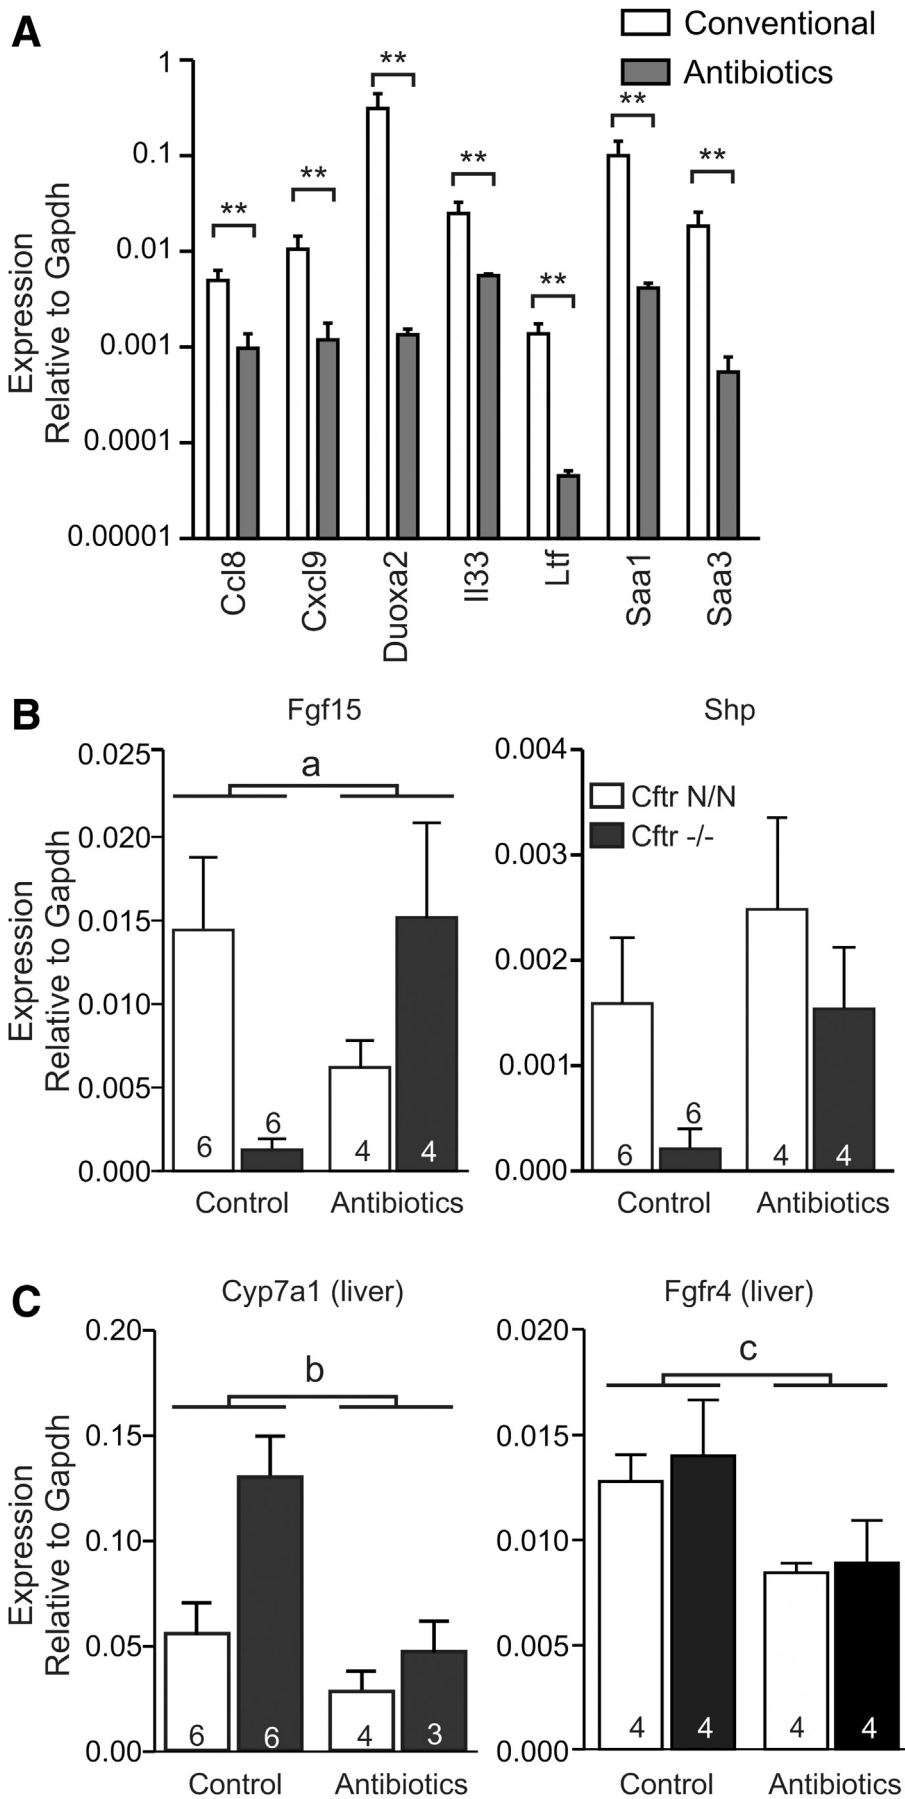 A
Conventional
Antibiotics
Expression
Relative to Gapdh
1
0.1
0.01
0.001
0.0001
0.00001
**
**
**
**
**
**
**
Ccl8
Cxcl9
Duoxa2
Il33
Ltf
Saa1
Saa3
B
Fgf15
Expression
Relative to Gapdh
0.025
0.020
0.015
0.010
0.005
0.000
a
6
6
4
4
Control
Antibiotics
Shp
0.004
0.003
0.002
0.001
0.000
Cftr N/N
Cftr -/-
6
6
4
4
Control
Antibiotics
C
Cyp7a1 (liver)
Expression
Relative to Gapdh
0.20
0.15
0.10
0.05
0.00
b
6
6
4
3
Control
Antibiotics
Fgfr4 (liver)
0.020
0.015
0.010
0.005
0.000
c
4
4
4
4
Control
Antibiotics